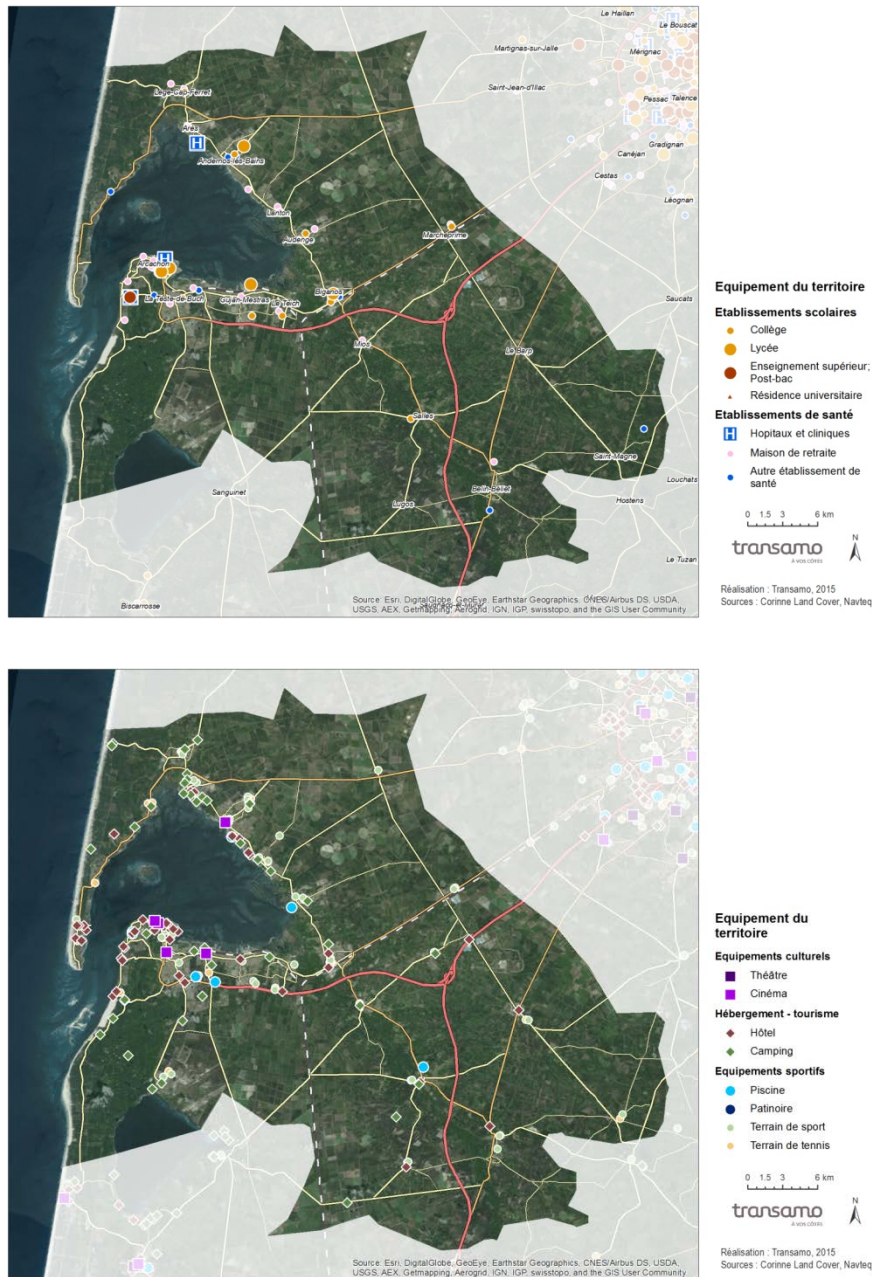 Le Haillan
Le Bouscat
Martignas-sur-Jalle
Mérignac
Saint-Jean-d'Illac
Lège-Cap-Ferret
Pessac
Talence
Arès
Gradignan
Andernos-les-Bains
Canéjan
Cestas
Léognan
Lanton
Audenge
Marcheprime
Arcachon
La Teste-de-Buch
Gujan-Mestras
Le Teich
Biganos
Saucats
Mios
Le Barp
Salles
Saint-Magne
Louchats
Sanguinet
Belin-Béliet
Hostens
Lugos
Le Tuzan
Biscarrosse
Source: Esri, DigitalGlobe, GeoEye, Earthstar Geographics, CNES/Airbus DS, USDA,
USGS, AEX, Getmapping, Aerogrid, IGN, IGP, swisstopo, and the GIS User Community
Equipement du territoire
Etablissements scolaires
Collège
Lycée
Enseignement supérieur;
Post-bac
Résidence universitaire
Etablissements de santé
H Hopitaux et cliniques
Maison de retraite
Autre établissement de
santé
0 1.5 3 6 km
transamo
À VOS CÔTÉS
N
Réalisation : Transamo, 2015
Sources : Corinne Land Cover, Navteq
Equipement du
territoire
Equipements culturels
Théâtre
Cinéma
Hébergement - tourisme
Hôtel
Camping
Equipements sportifs
Piscine
Patinoire
Terrain de sport
Terrain de tennis
0 1.5 3 6 km
transamo
À VOS CÔTÉS
N
Réalisation : Transamo, 2015
Sources : Corinne Land Cover, Navteq
Source: Esri, DigitalGlobe, GeoEye, Earthstar Geographics, CNES/Airbus DS, USDA,
USGS, AEX, Getmapping, Aerogrid, IGN, IGP, swisstopo, and the GIS User Community